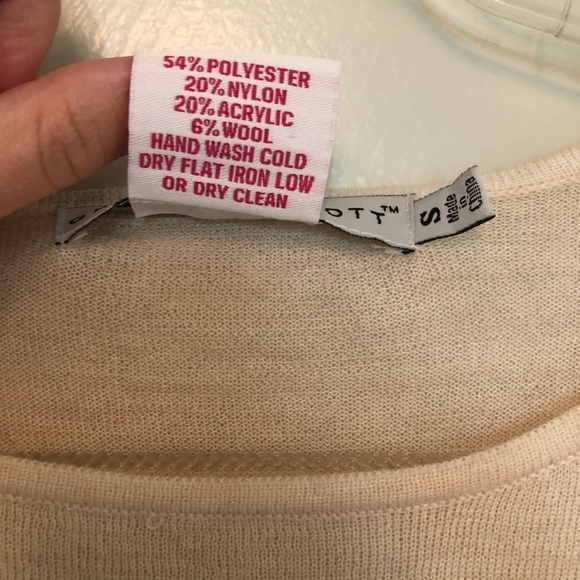 54% POLYESTER
20% NYLON
20% ACRYLIC
6% WOOL
HAND WASH COLD
DRY FLAT IRON LOW
OR DRY CLEAN
OTT™
S
Made
in
China